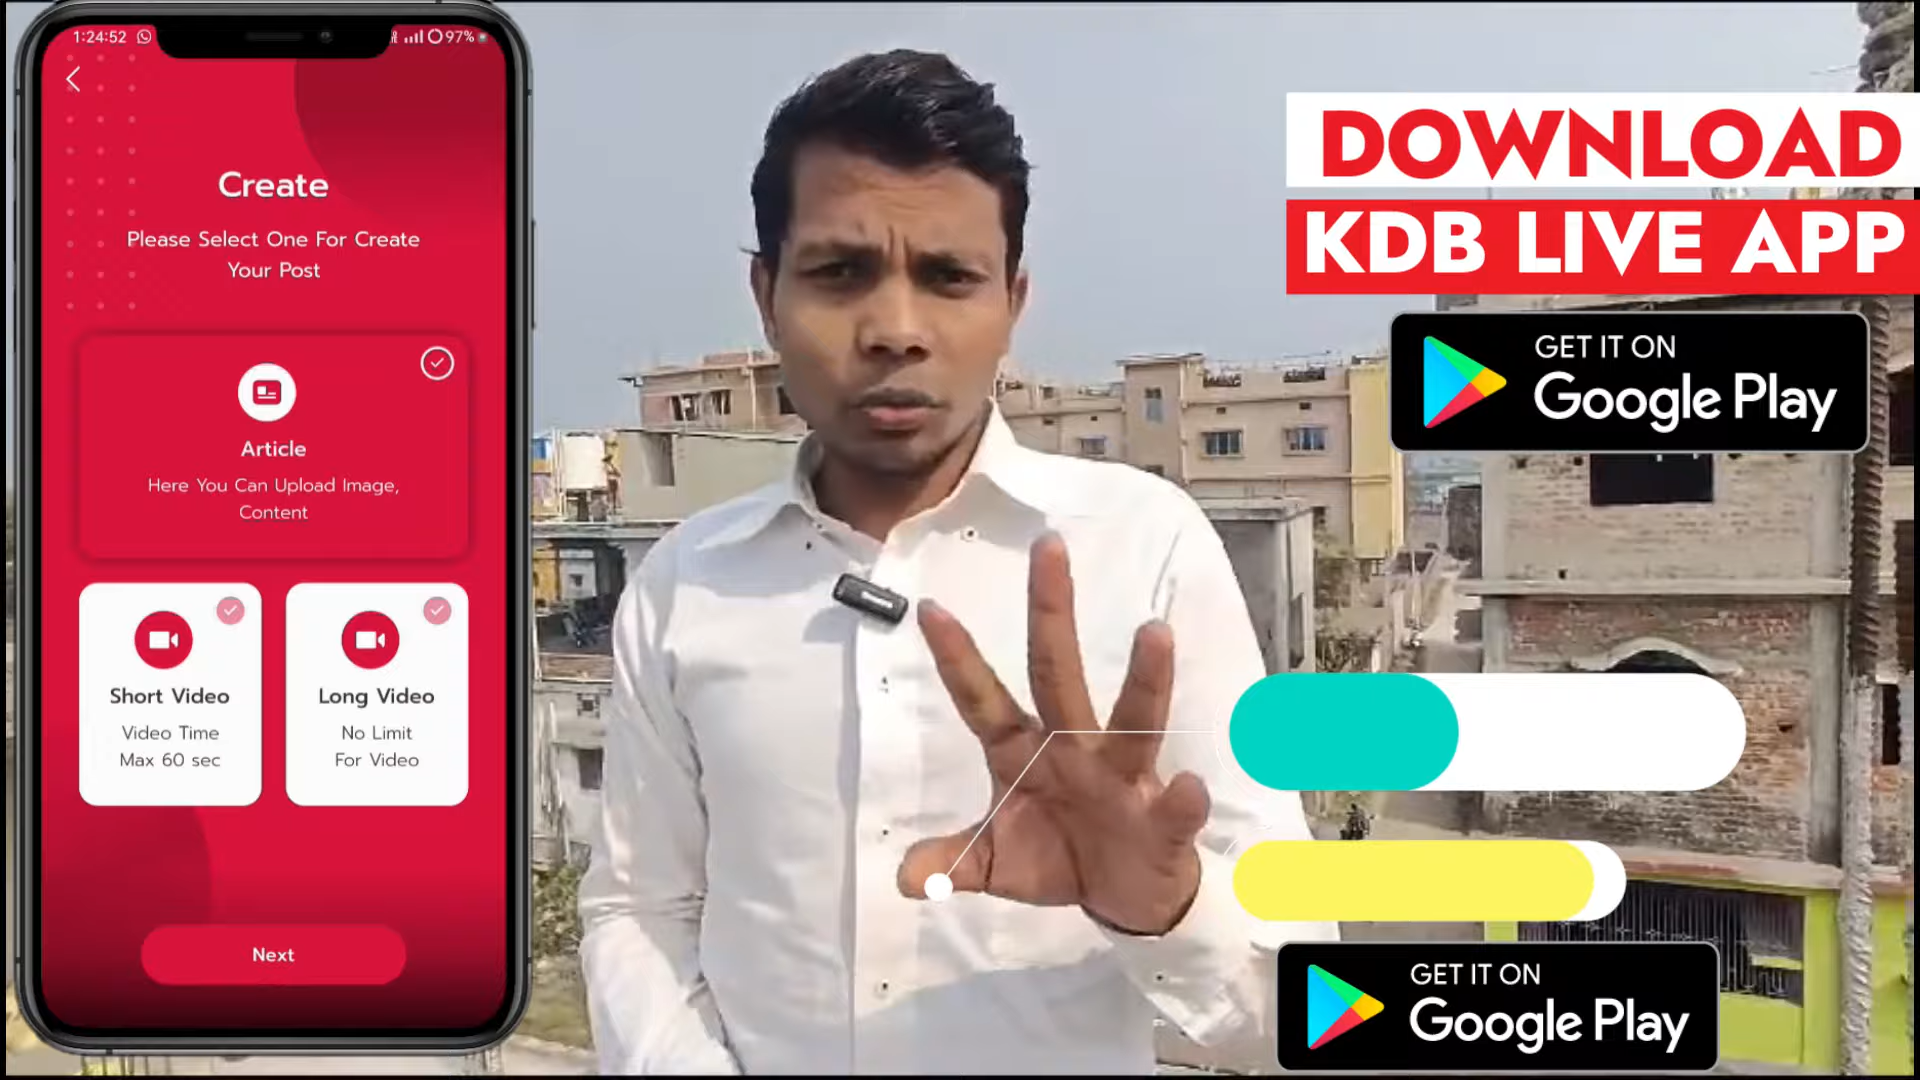 1:24:52
97%
Create
Please Select One For Create
Your Post
Article
Here You Can Upload Image,
Content
Short Video
Video Time
Max 60 sec
Long Video
No Limit
For Video
Next
DOWNLOAD
KDB LIVE APP
GET IT ON
Google Play
GET IT ON
Google Play